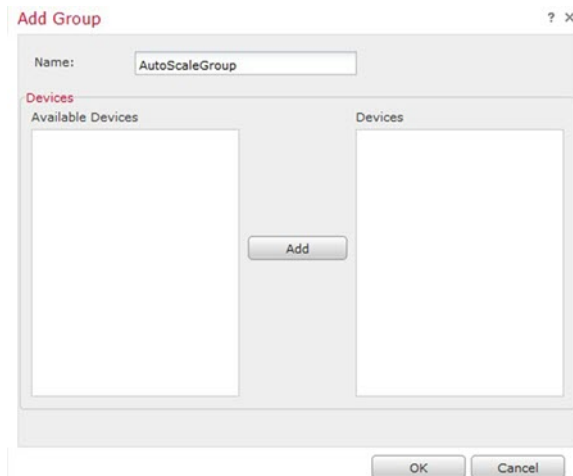 Add Group ? ×
Name: AutoScaleGroup
Devices
Available Devices Devices
Add
OK Cancel